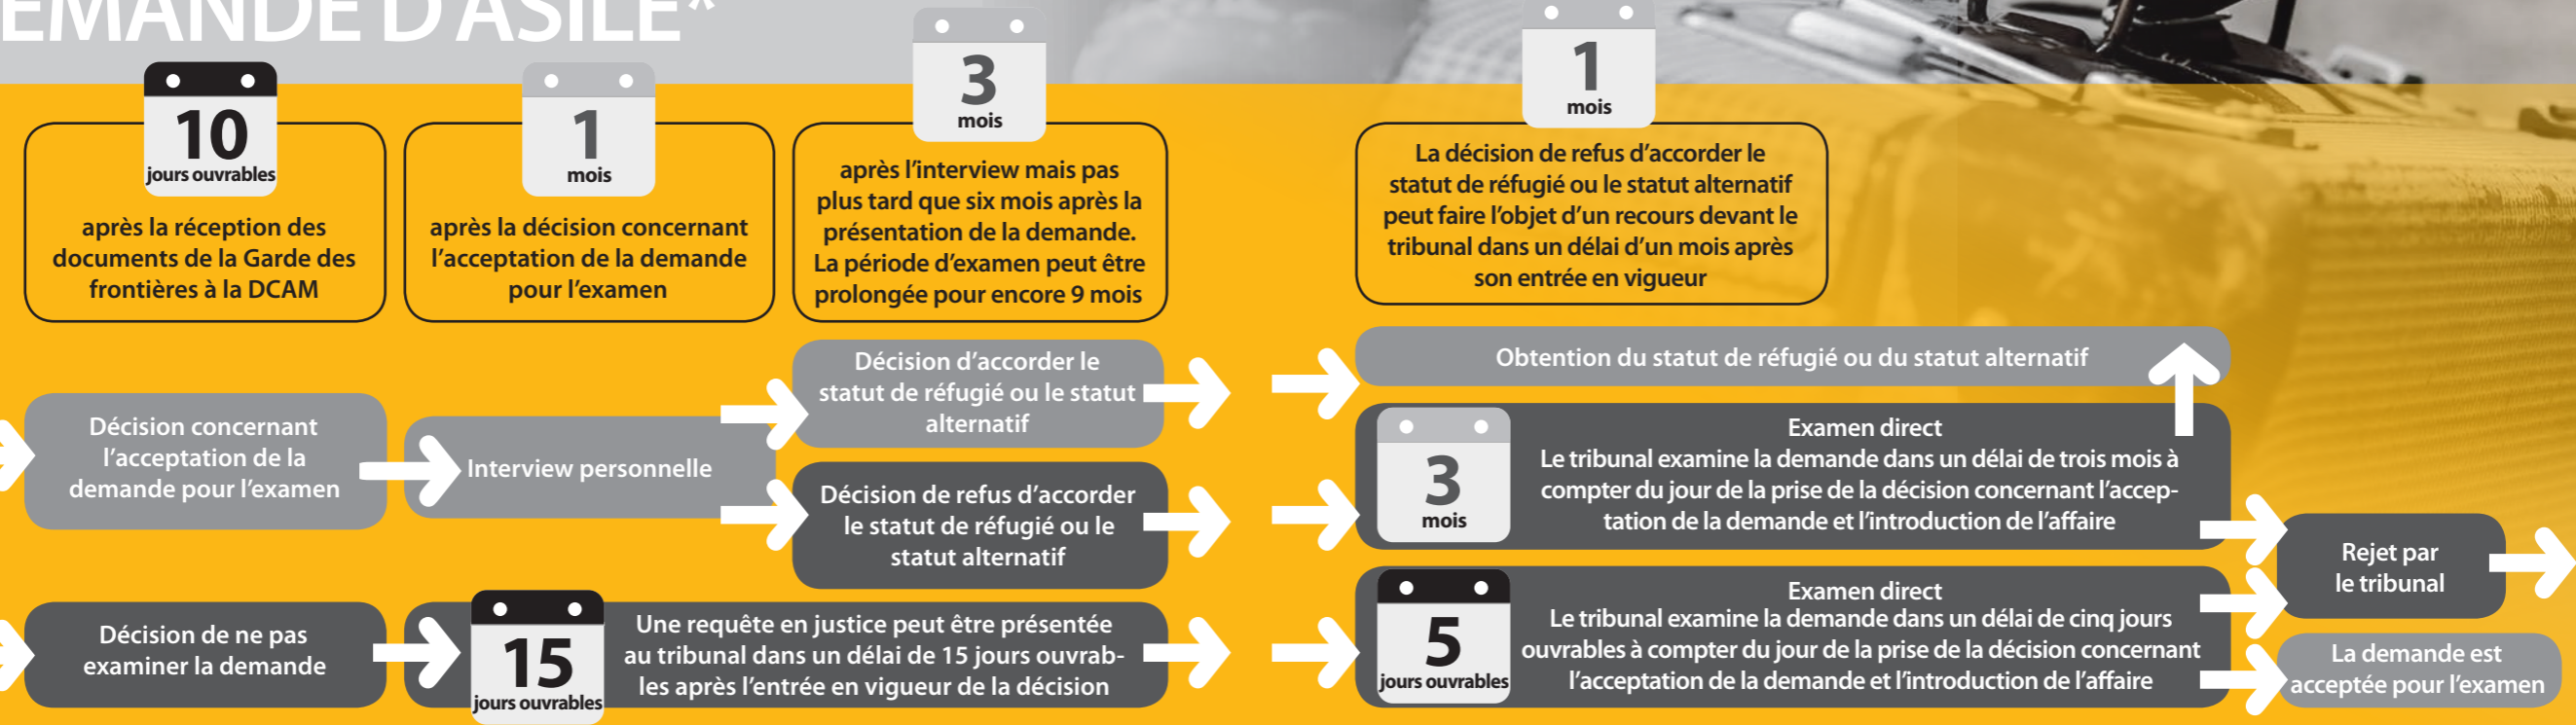 EMANDE D'ASILE*
10
jours ouvrables
après la réception des
documents de la Garde des
frontières à la DCAM
1
mois
après la décision concernant
l'acceptation de la demande
pour l'examen
3
mois
après l'interview mais pas
plus tard que six mois après la
présentation de la demande.
La période d'examen peut être
prolongée pour encore 9 mois
1
mois
La décision de refus d'accorder le
statut de réfugié ou le statut alternatif
peut faire l'objet d'un recours devant le
tribunal dans un délai d'un mois après
son entrée en vigueur
Décision concernant
l'acceptation de la
demande pour l'examen
Interview personnelle
Décision d'accorder le
statut de réfugié ou le statut
alternatif
Décision de refus d'accorder
le statut de réfugié ou le
statut alternatif
Obtention du statut de réfugié ou du statut alternatif
3
mois
Examen direct
Le tribunal examine la demande dans un délai de trois mois à
compter du jour de la prise de la décision concernant l'accep-
tation de la demande et l'introduction de l'affaire
Rejet par
le tribunal
Décision de ne pas
examiner la demande
15
jours ouvrables
Une requête en justice peut être présentée
au tribunal dans un délai de 15 jours ouvrab-
les après l'entrée en vigueur de la décision
5
jours ouvrables
Examen direct
Le tribunal examine la demande dans un délai de cinq jours
ouvrables à compter du jour de la prise de la décision concernant
l'acceptation de la demande et l'introduction de l'affaire
La demande est
acceptée pour l'examen